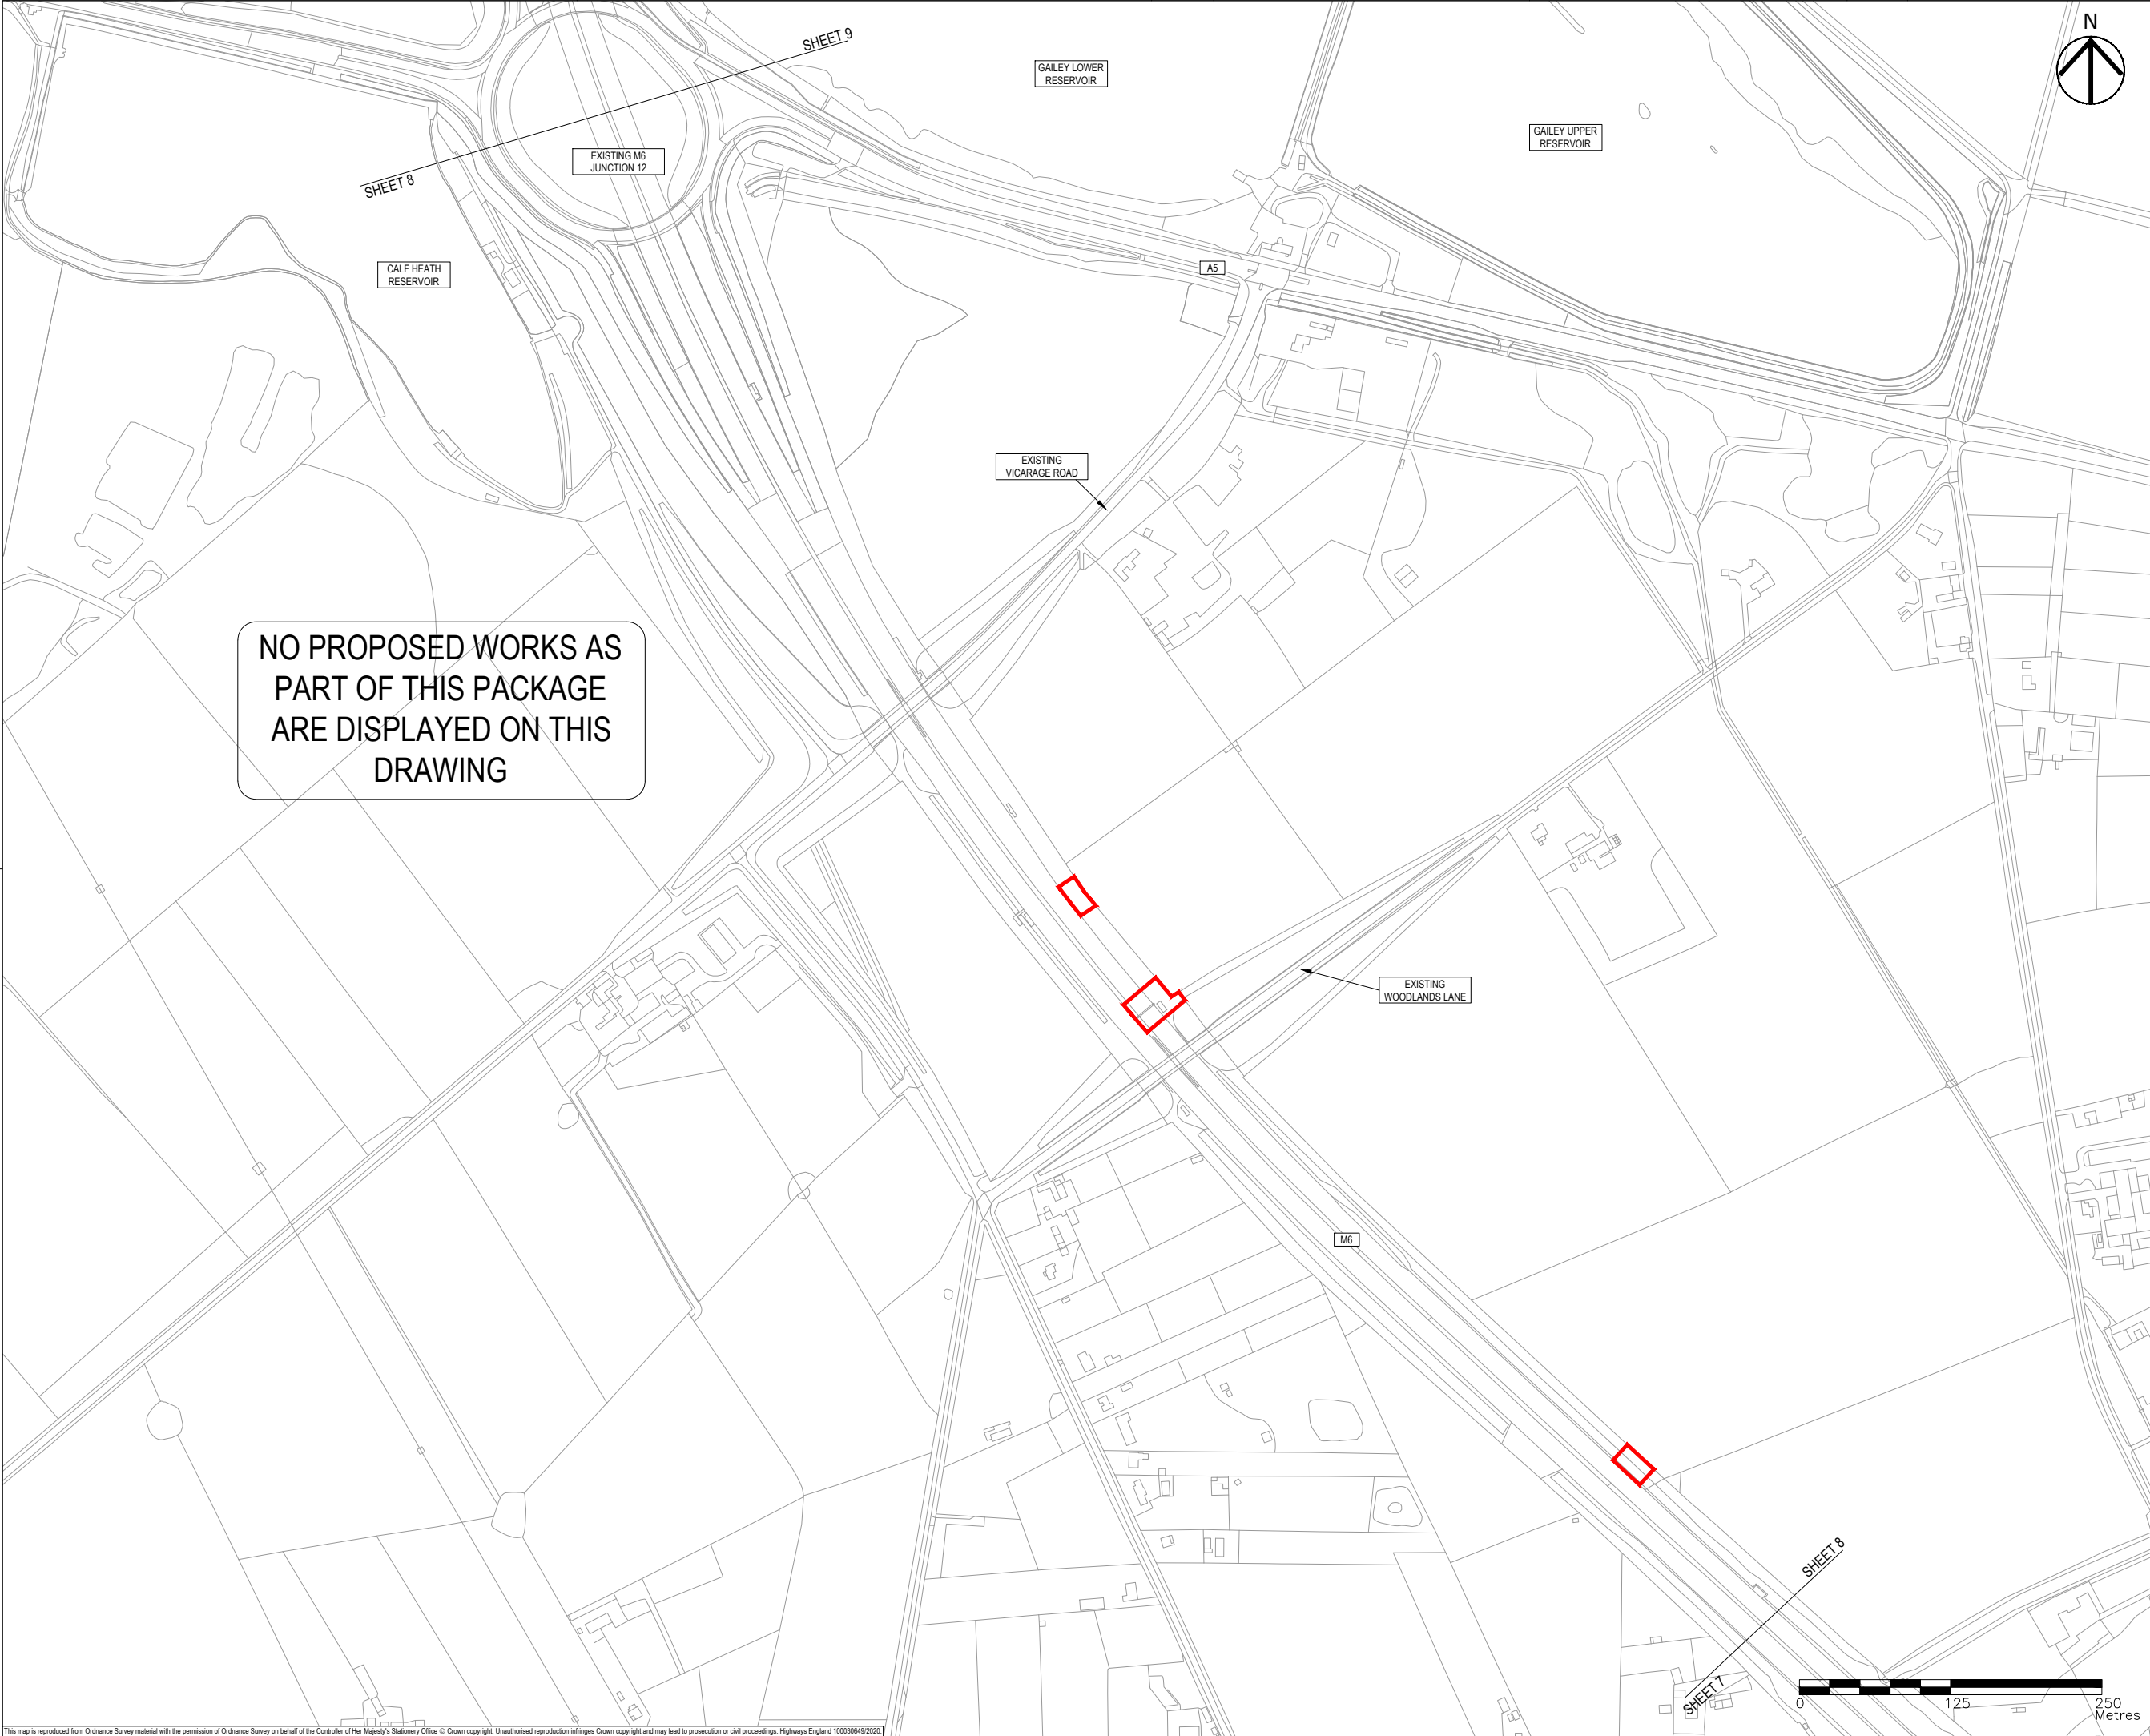 N
SHEET 9
SHEET 8
GAILEY LOWER
RESERVOIR
GAILEY UPPER
RESERVOIR
EXISTING M6
JUNCTION 12
CALF HEATH
RESERVOIR
A5
EXISTING
VICARAGE ROAD
NO PROPOSED WORKS AS
PART OF THIS PACKAGE
ARE DISPLAYED ON THIS
DRAWING
EXISTING
WOODLANDS LANE
M6
SHEET 8
SHEET 7
0 125 250
Metres
This map is reproduced from Ordnance Survey material with the permission of Ordnance Survey on behalf of the Controller of Her Majesty's Stationery Office © Crown copyright. Unauthorised reproduction infringes Crown copyright and may lead to prosecution or civil proceedings. Highways England 100030649/2020.